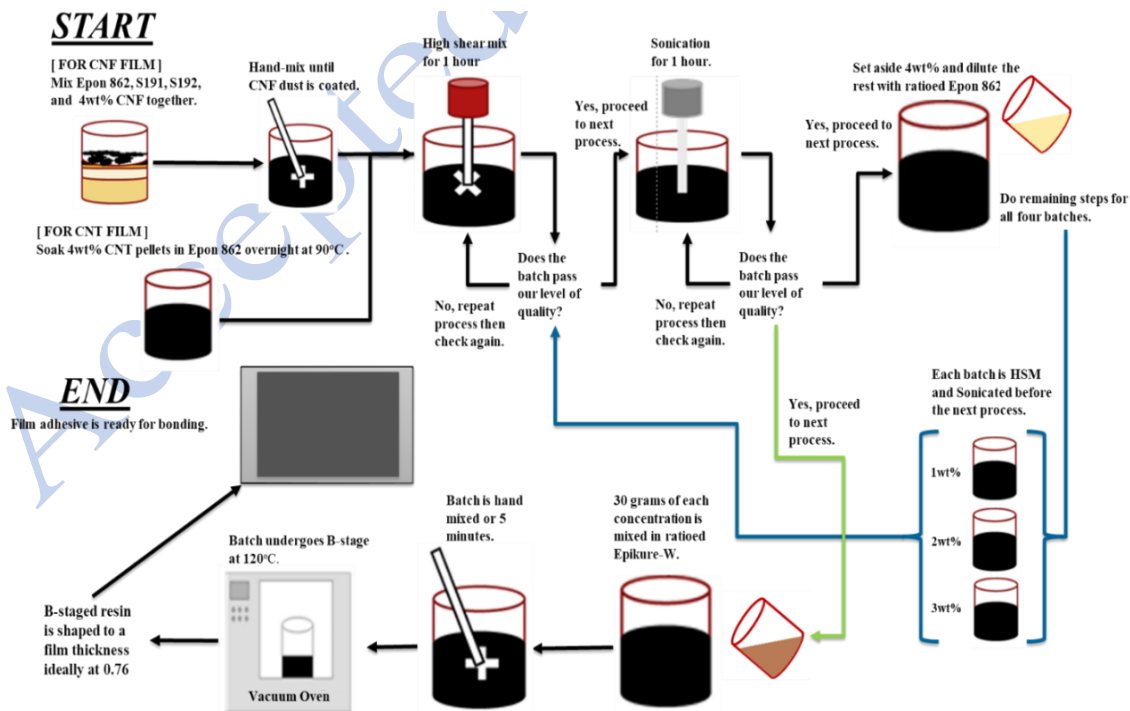 START
[ FOR CNF FILM ]
Mix Epon 862, S191, S192,
and 4wt% CNF together.
Hand-mix until
CNF dust is coated.
High shear mix
for 1 hour
Sonication
for 1 hour.
Set aside 4wt% and dilute the
rest with ratioed Epon 862
Yes, proceed
to next
process.
Yes, proceed to
next process.
[ FOR CNT FILM ]
Soak 4wt% CNT pellets in Epon 862 overnight at 90°C .
Do remaining steps for
all four batches.
Does the
batch pass
our level of
quality?
No, repeat
process then
check again.
Does the
batch pass
our level of
quality?
No, repeat
process then
check again.
Accepted
END
Film adhesive is ready for bonding.
Each batch is HSM
and Sonicated before
the next process.
Yes, proceed
to next
process.
1wt%
2wt%
3wt%
30 grams of each
concentration is
mixed in ratioed
Epikure-W.
Batch is hand
mixed or 5
minutes.
Batch undergoes B-stage
at 120°C.
Vacuum Oven
B-staged resin
is shaped to a
film thickness
ideally at 0.76